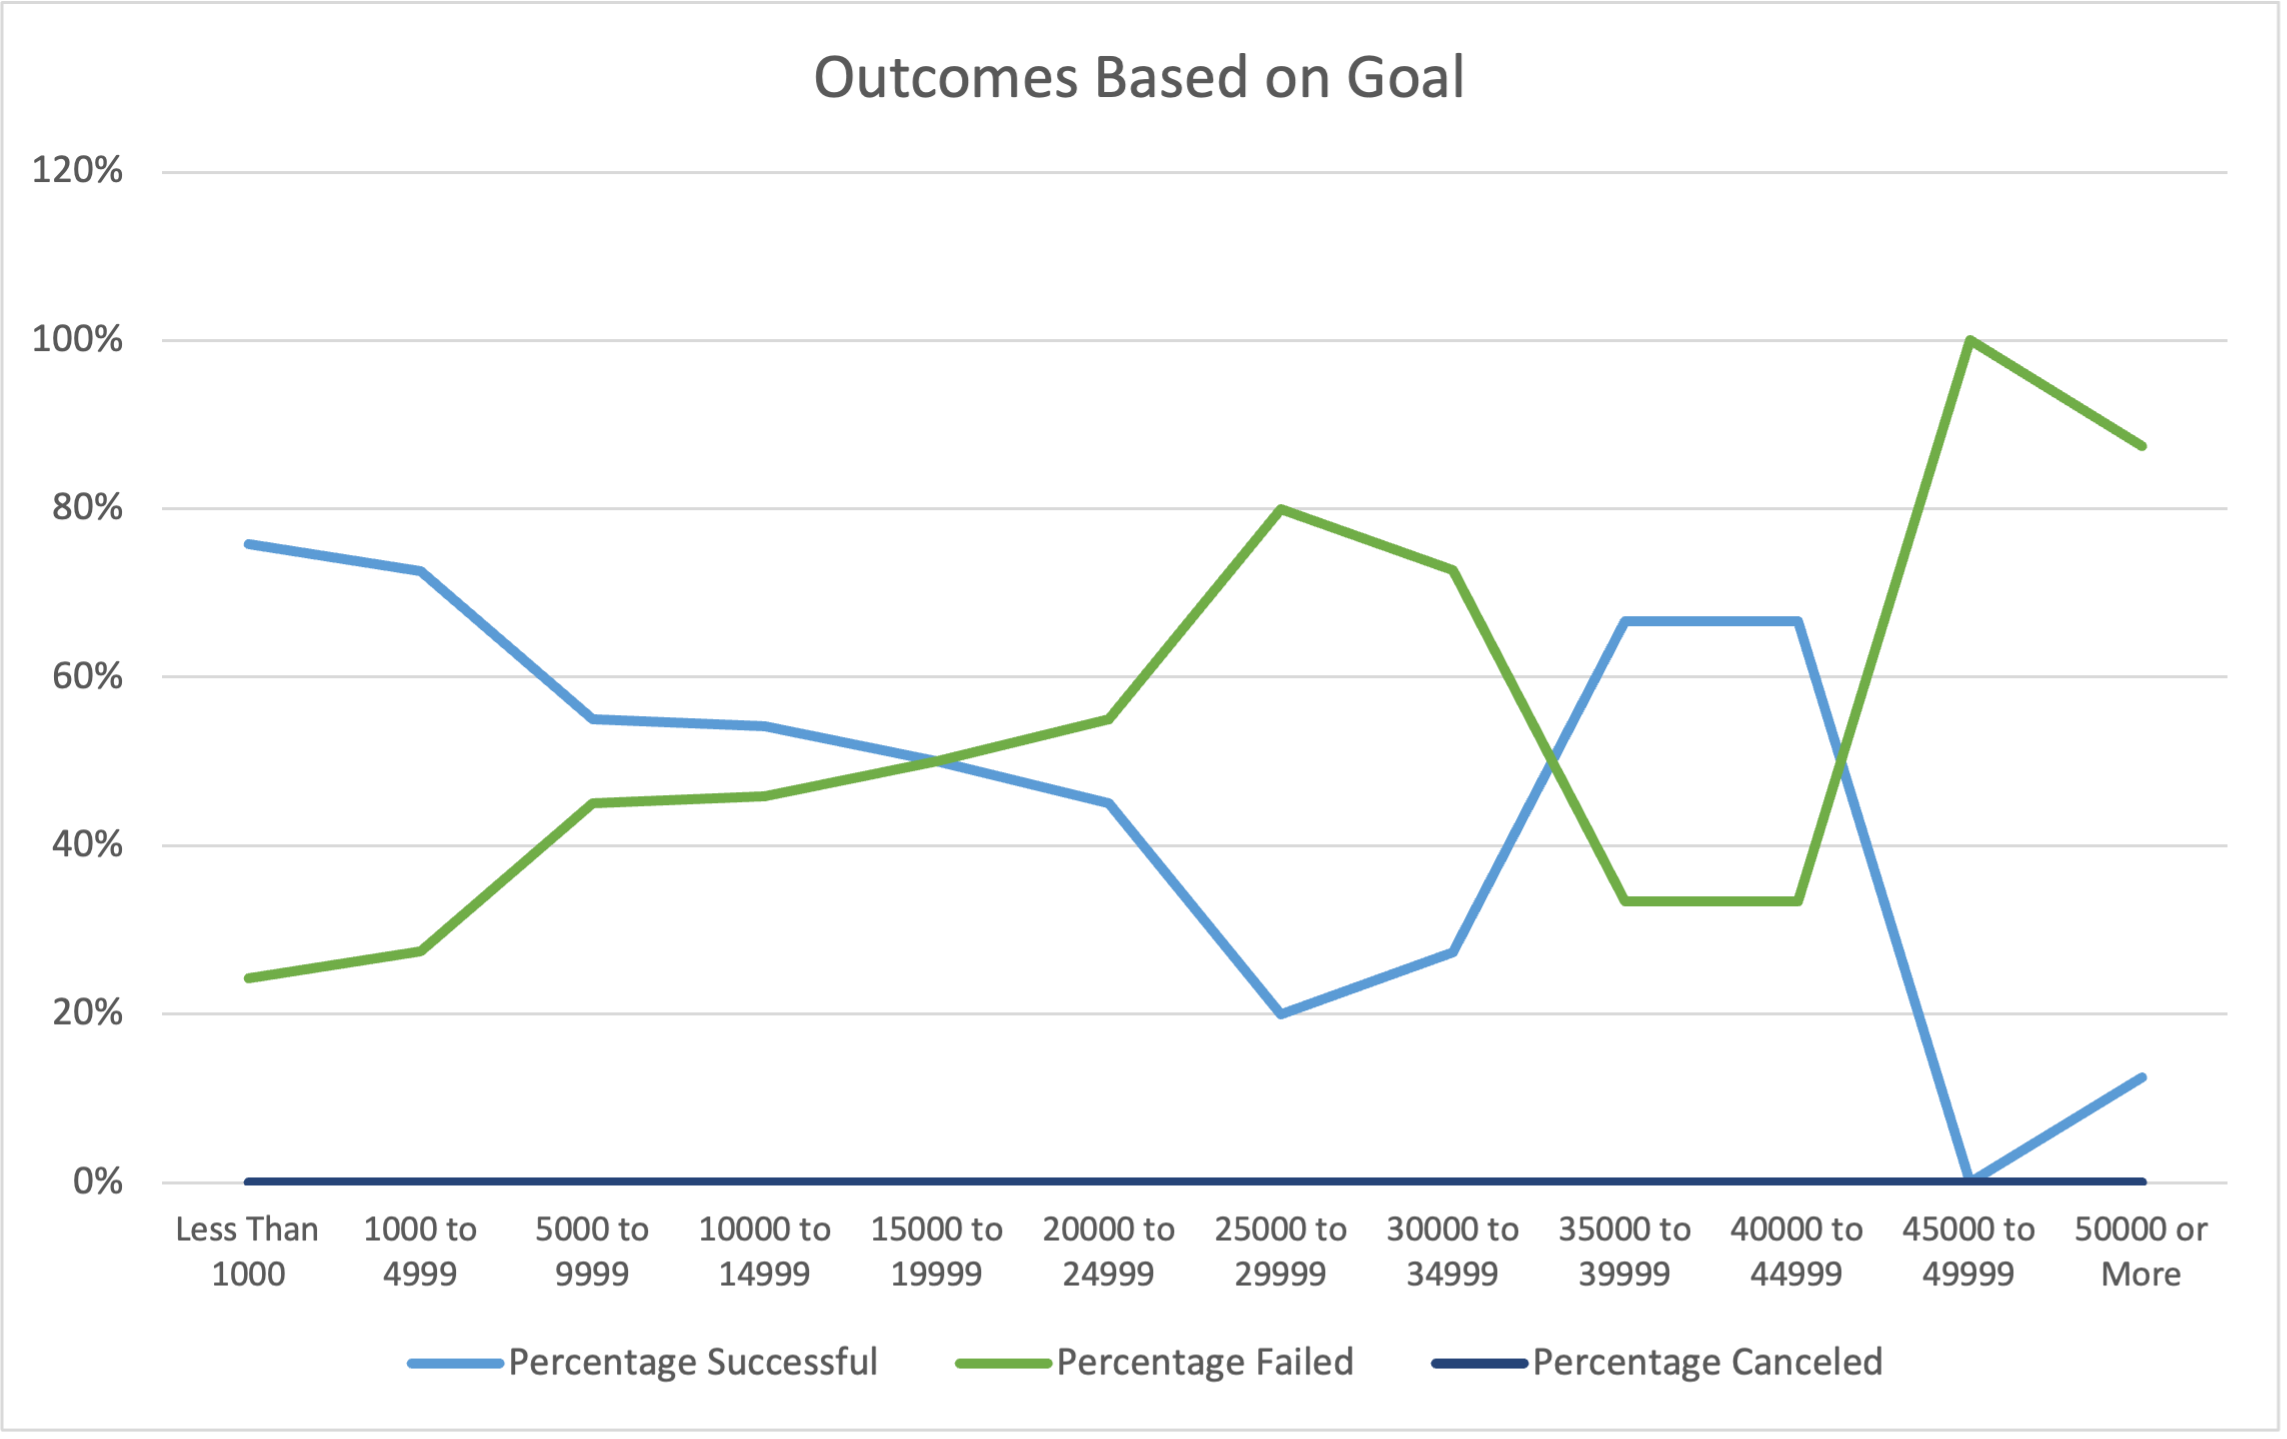 Outcomes Based on Goal
120%
100%
80%
60%
40%
20%
0%
Less Than 1000 to 5000 to 10000 to 15000 to 20000 to 25000 to 30000 to 35000 to 40000 to 45000 to 50000 or
1000 4999 9999 14999 19999 24999 29999 34999 39999 44999 49999 More
Percentage Successful Percentage Failed Percentage Canceled